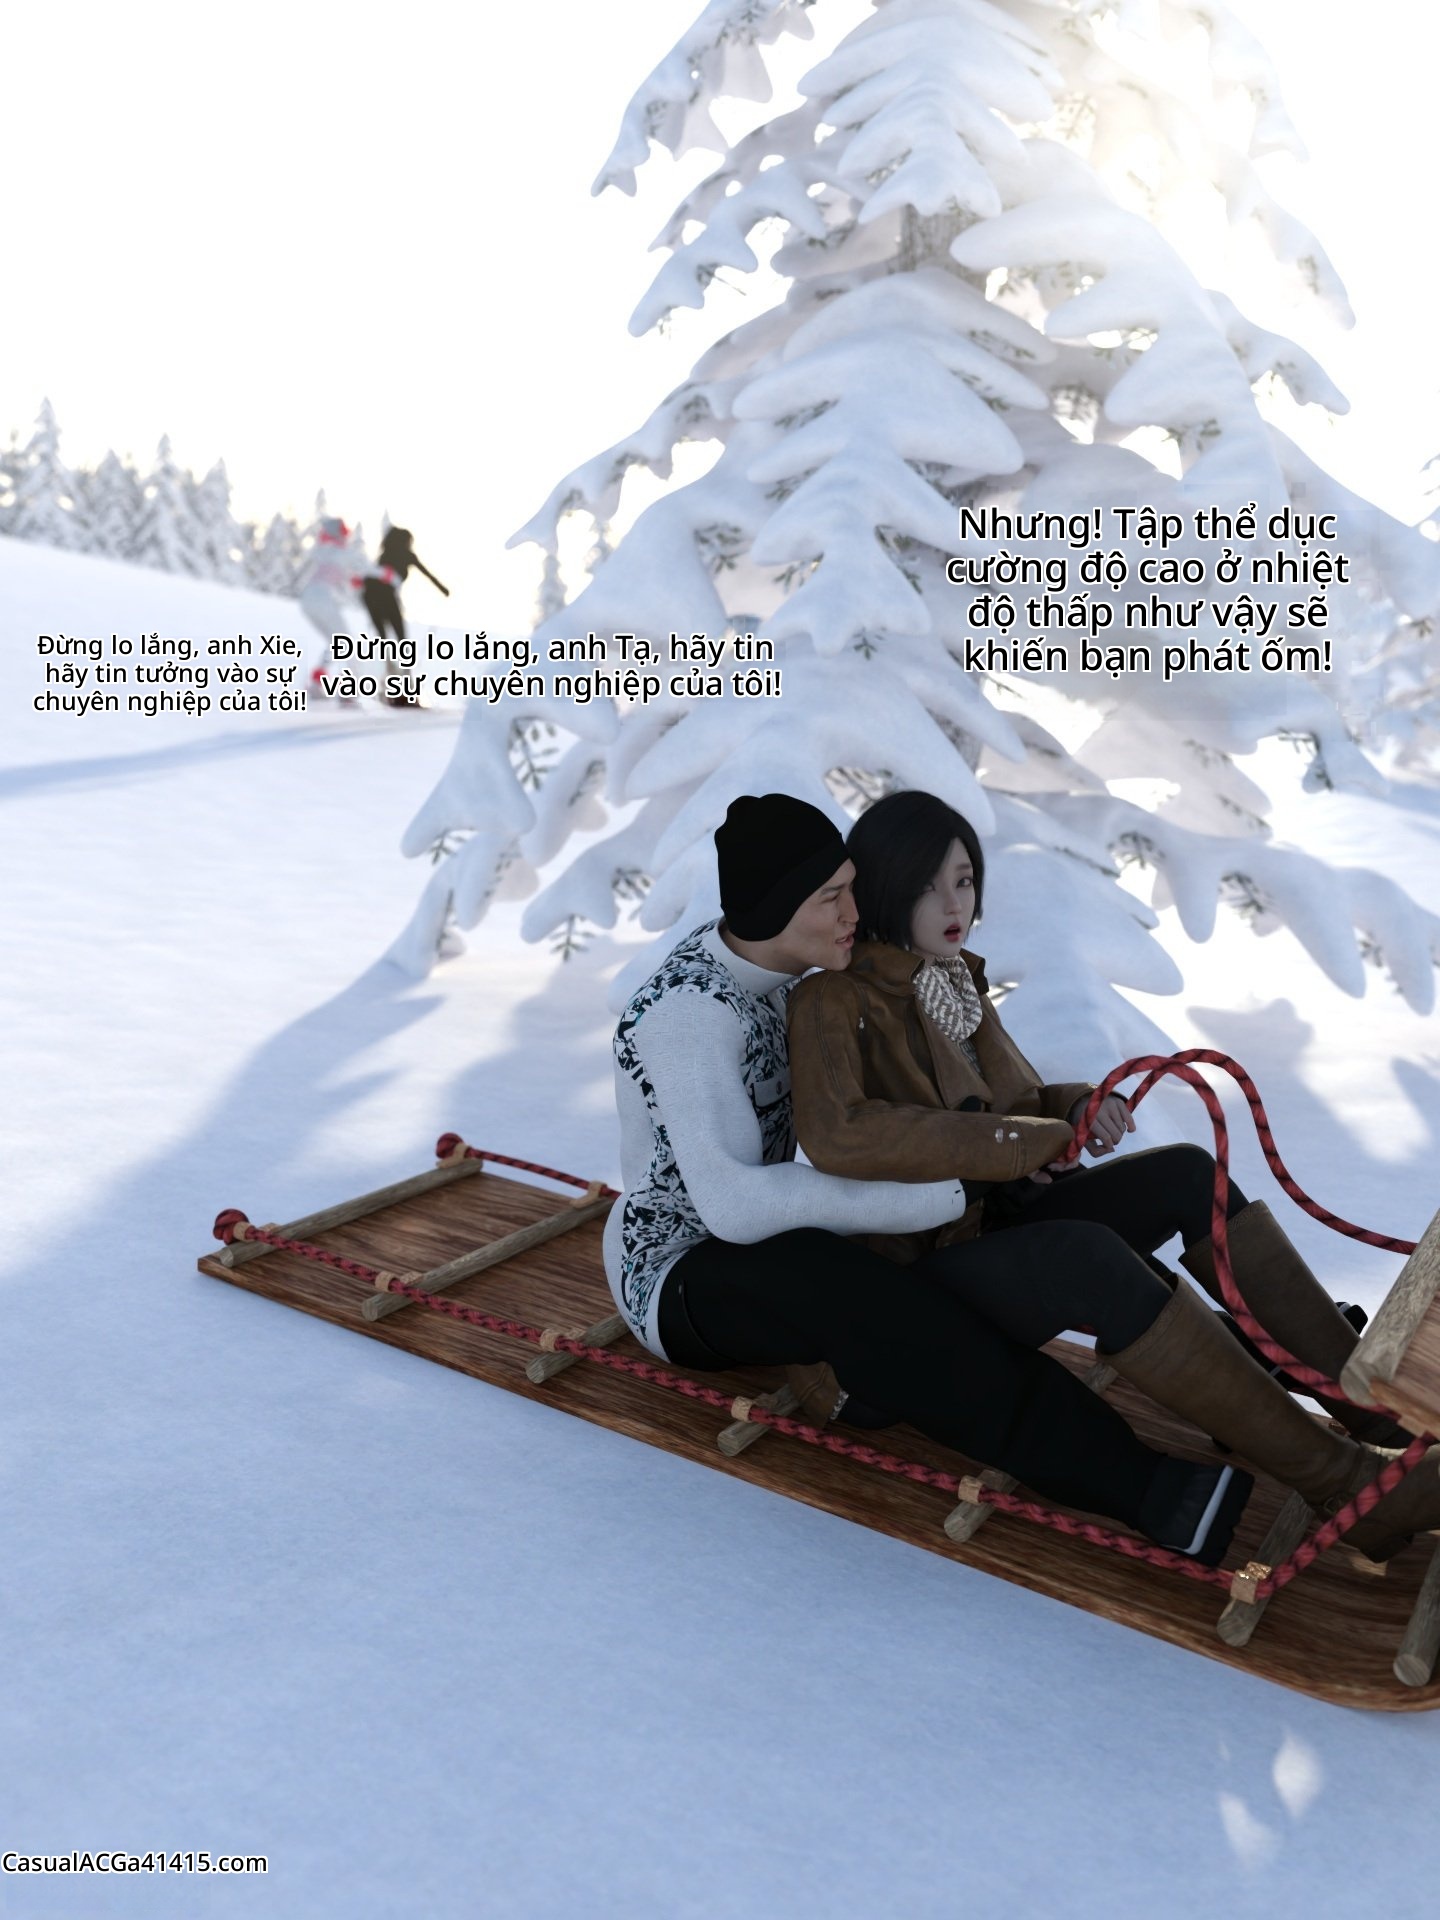 Nhưng! Tập thể dục
cường độ cao ở nhiệt
độ thấp như vậy sẽ
khiến bạn phát ốm!
Đừng lo lắng, anh Xie,
hãy tin tưởng vào sự
chuyên nghiệp của tôi!
Đừng lo lắng, anh Tạ, hãy tin
vào sự chuyên nghiệp của tôi!
CasualACGa41415.com